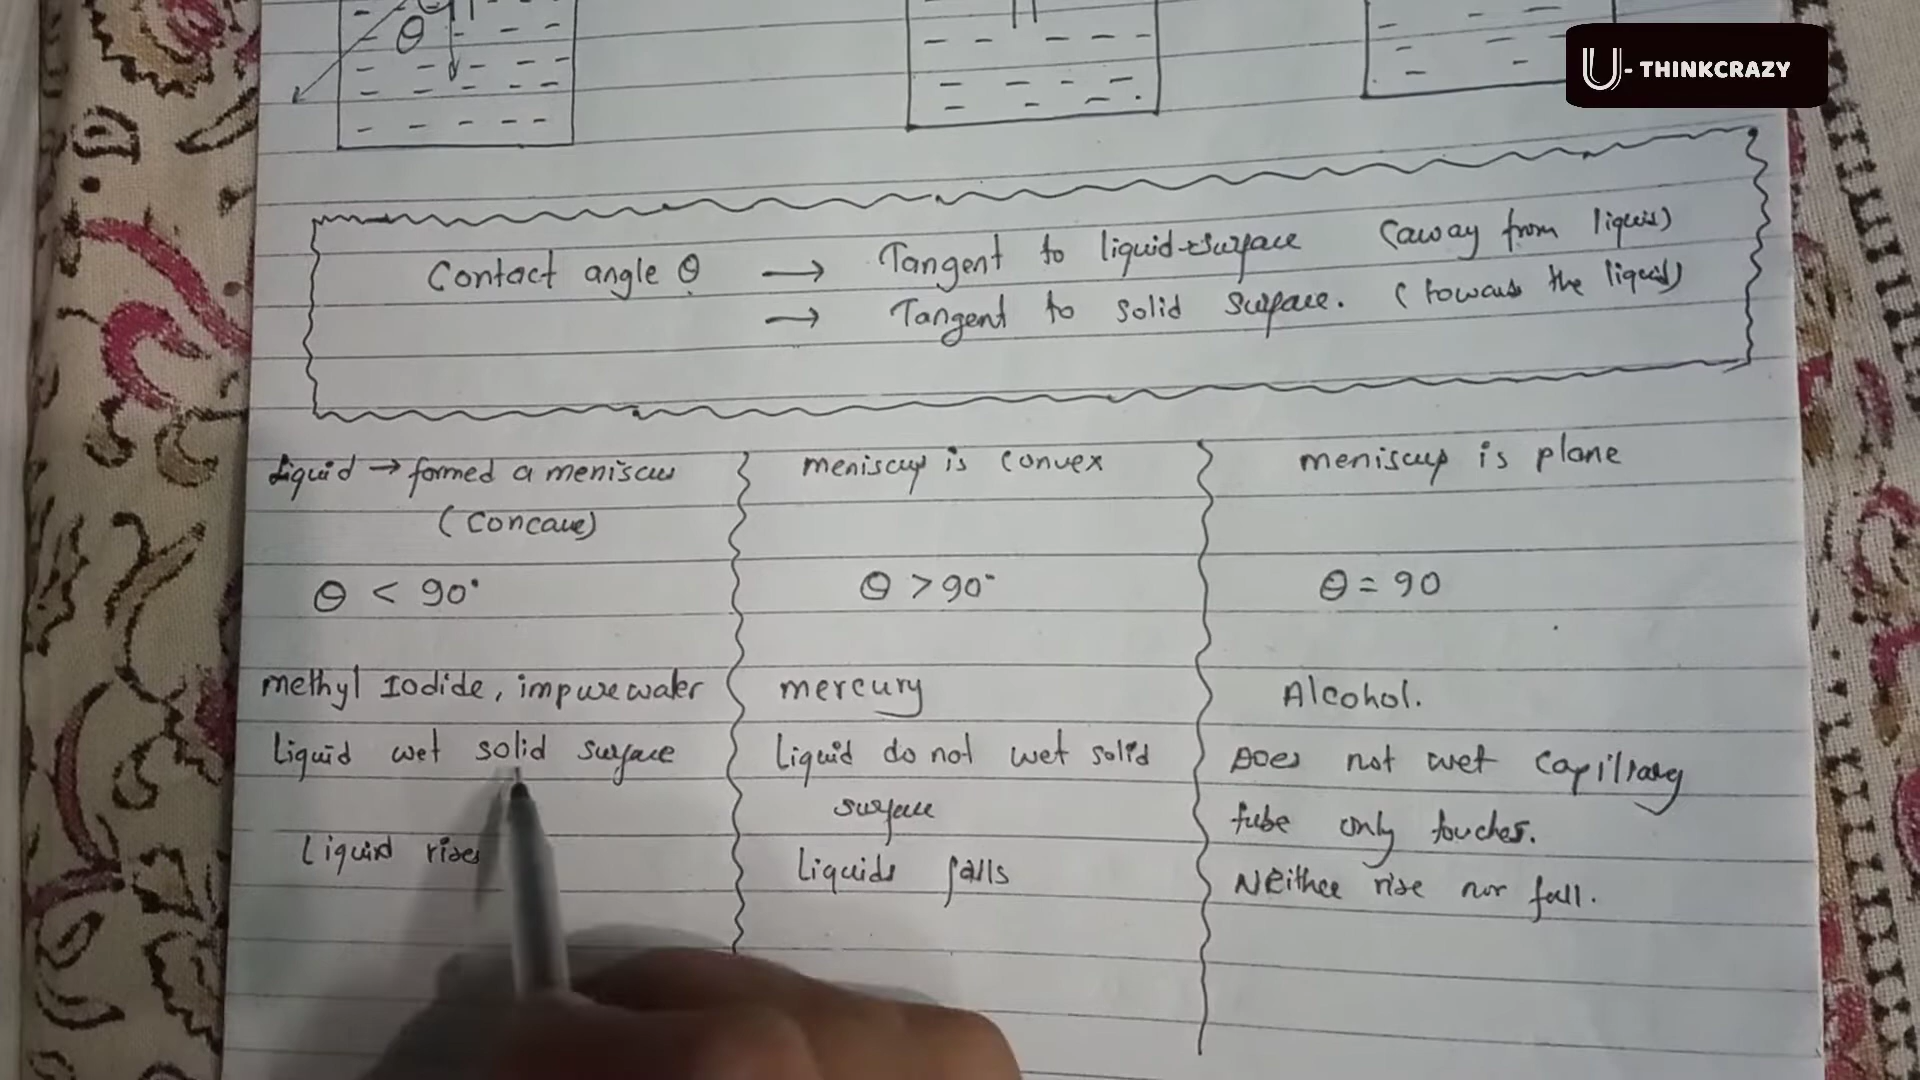 U - THINKCRAZY
θ
Contact angle θ → Tangent to liquid surface (away from liquid)
→ Tangent to solid surface. (towards the liquid)
Liquid → formed a meniscus
(Concave)
θ < 90°
methyl Iodide, impure water
Liquid wet solid surface
Liquid rises
meniscus is convex
θ > 90°
mercury
Liquid do not wet solid
surface
Liquids falls
meniscus is plane
θ = 90
Alcohol.
Does not wet capillary
tube only touches.
Neither rise nor fall.